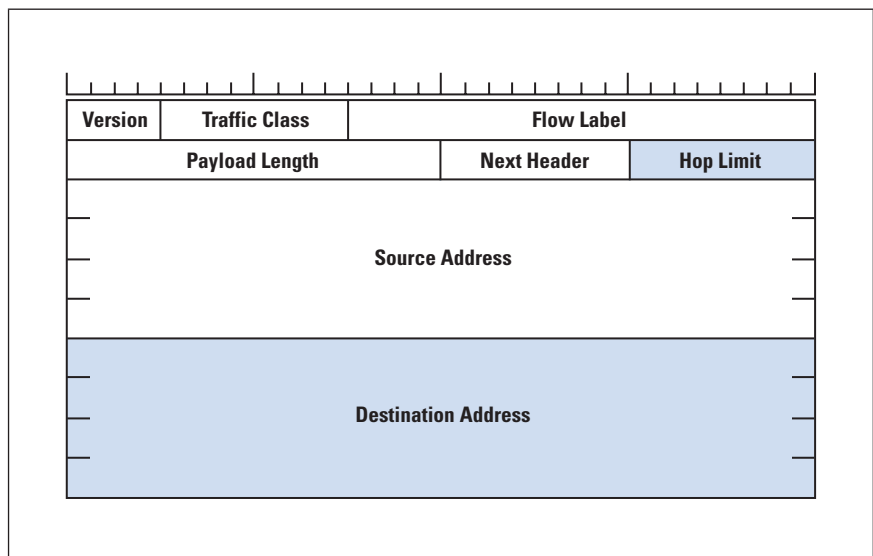 Version Traffic Class Flow Label
Payload Length Next Header Hop Limit
Source Address
Destination Address